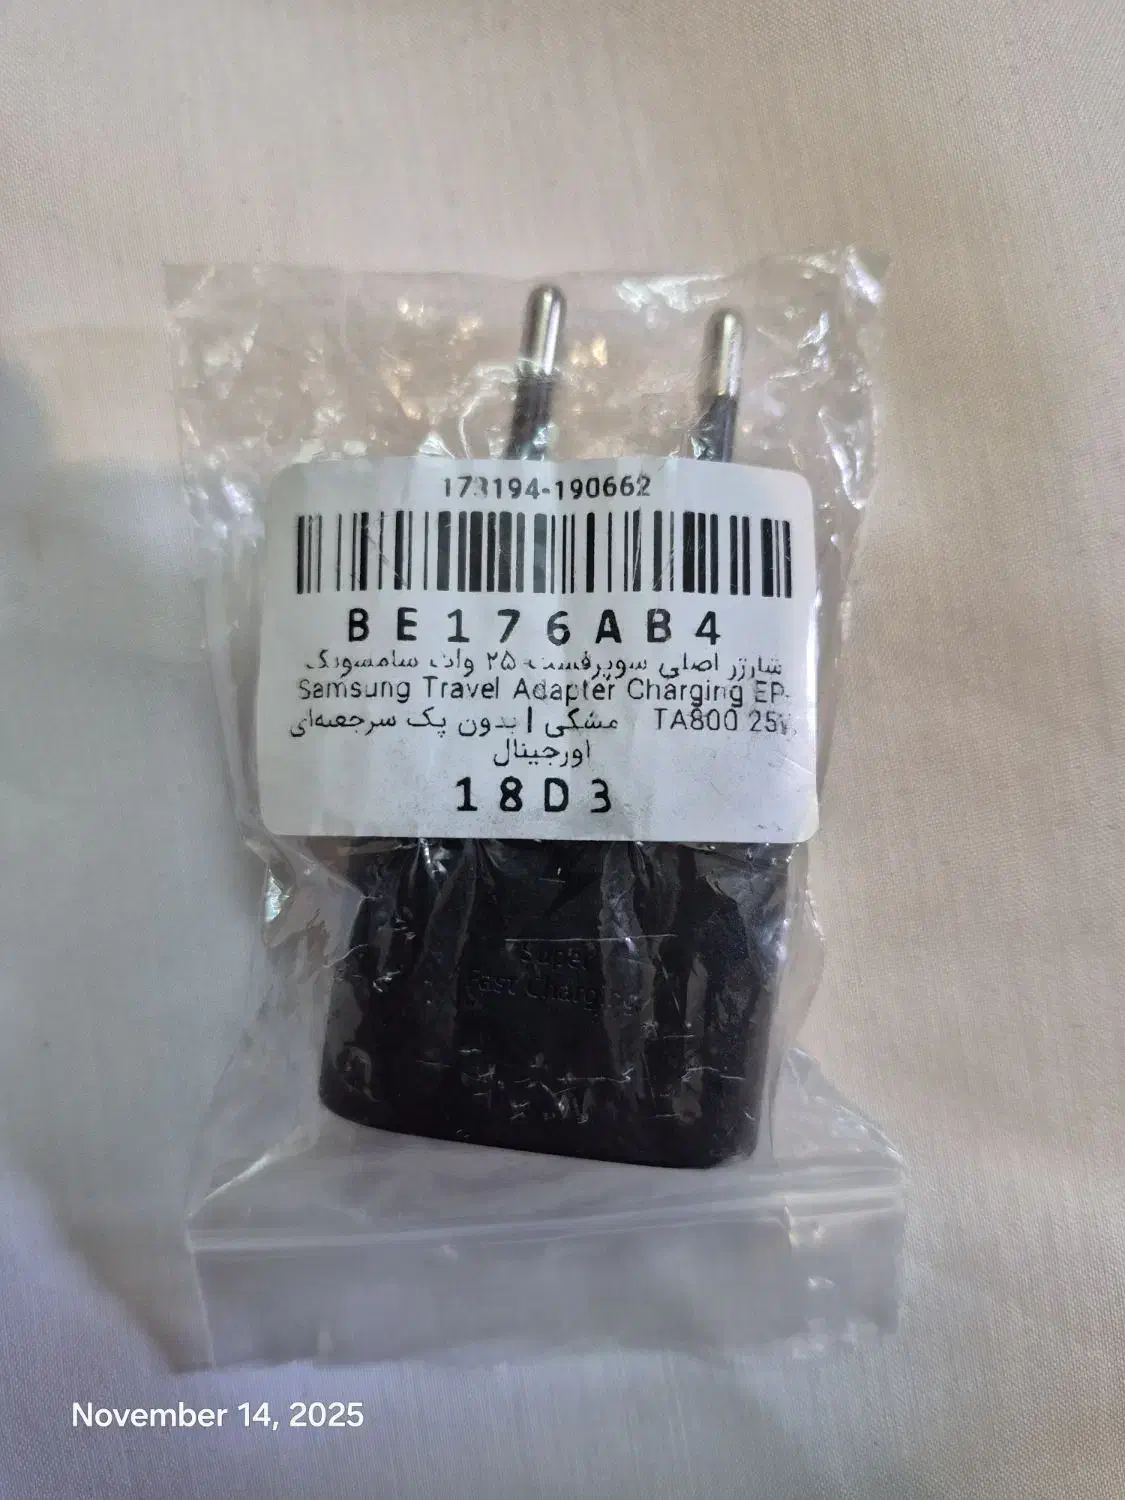 173194-190662
BE176AB4
شارژر اصلی سوپرفست ۲۵ وات سامسونگ
Samsung Travel Adapter Charging EP-
TA800 25W مشکی | بدون پک سرجعبه‌ای
اورجینال
18D3
Super
Fast Charging
November 14, 2025